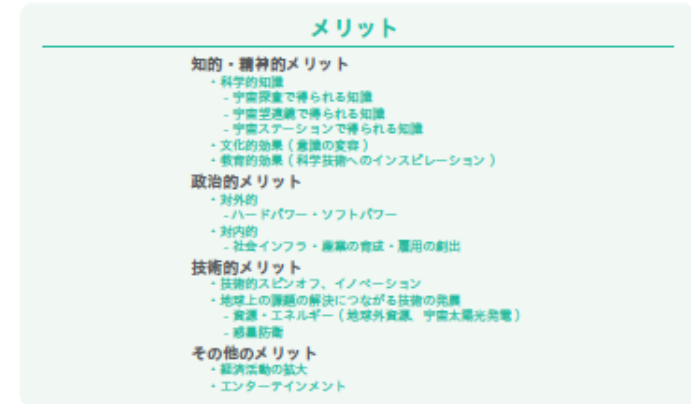 メリット
知的・精神的メリット
・科学的知識
- 宇宙探査で得られる知識
- 宇宙望遠鏡で得られる知識
- 宇宙ステーションで得られる知識
・文化的効果（意識の変容）
・教育的効果（科学技術へのインスピレーション）
政治的メリット
・対外的
- ハードパワー・ソフトパワー
・対内的
- 社会インフラ・産業の育成・雇用の創出
技術的メリット
・技術的スピンオフ、イノベーション
・地球上の課題の解決につながる技術の発展
- 資源・エネルギー（地球外資源、宇宙太陽光発電）
- 惑星防衛
その他のメリット
・経済活動の拡大
・エンターテインメント